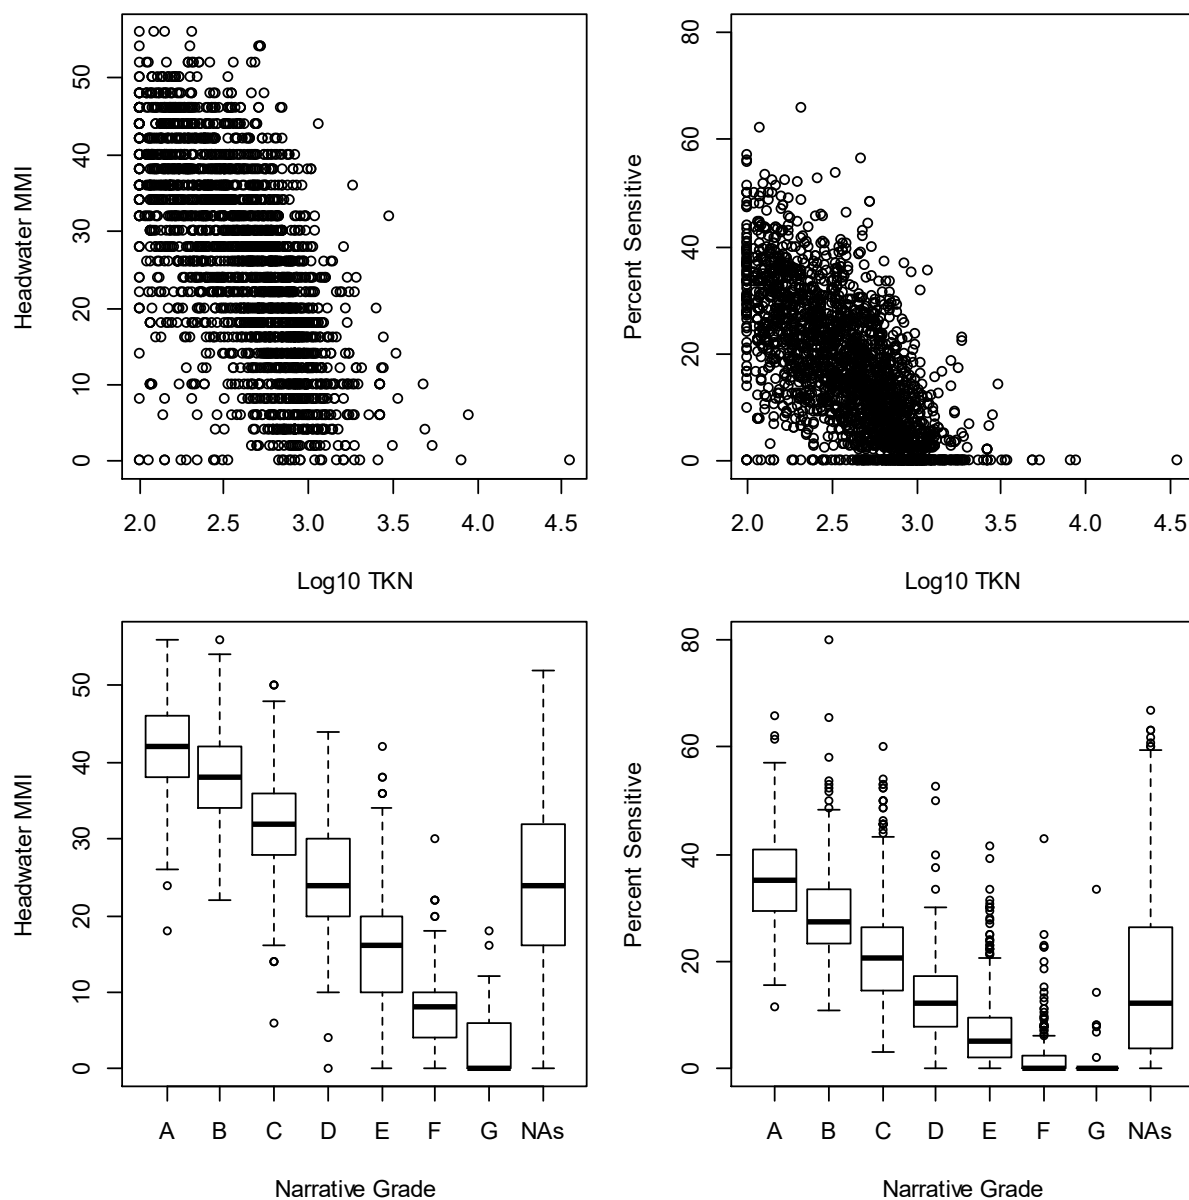 Headwater MMI
50
40
30
20
10
0
2.0 2.5 3.0 3.5 4.0 4.5
Log10 TKN
Percent Sensitive
80
60
40
20
0
2.0 2.5 3.0 3.5 4.0 4.5
Log10 TKN
Headwater MMI
50
40
30
20
10
0
A B C D E F G NAs
Narrative Grade
Percent Sensitive
80
60
40
20
0
A B C D E F G NAs
Narrative Grade